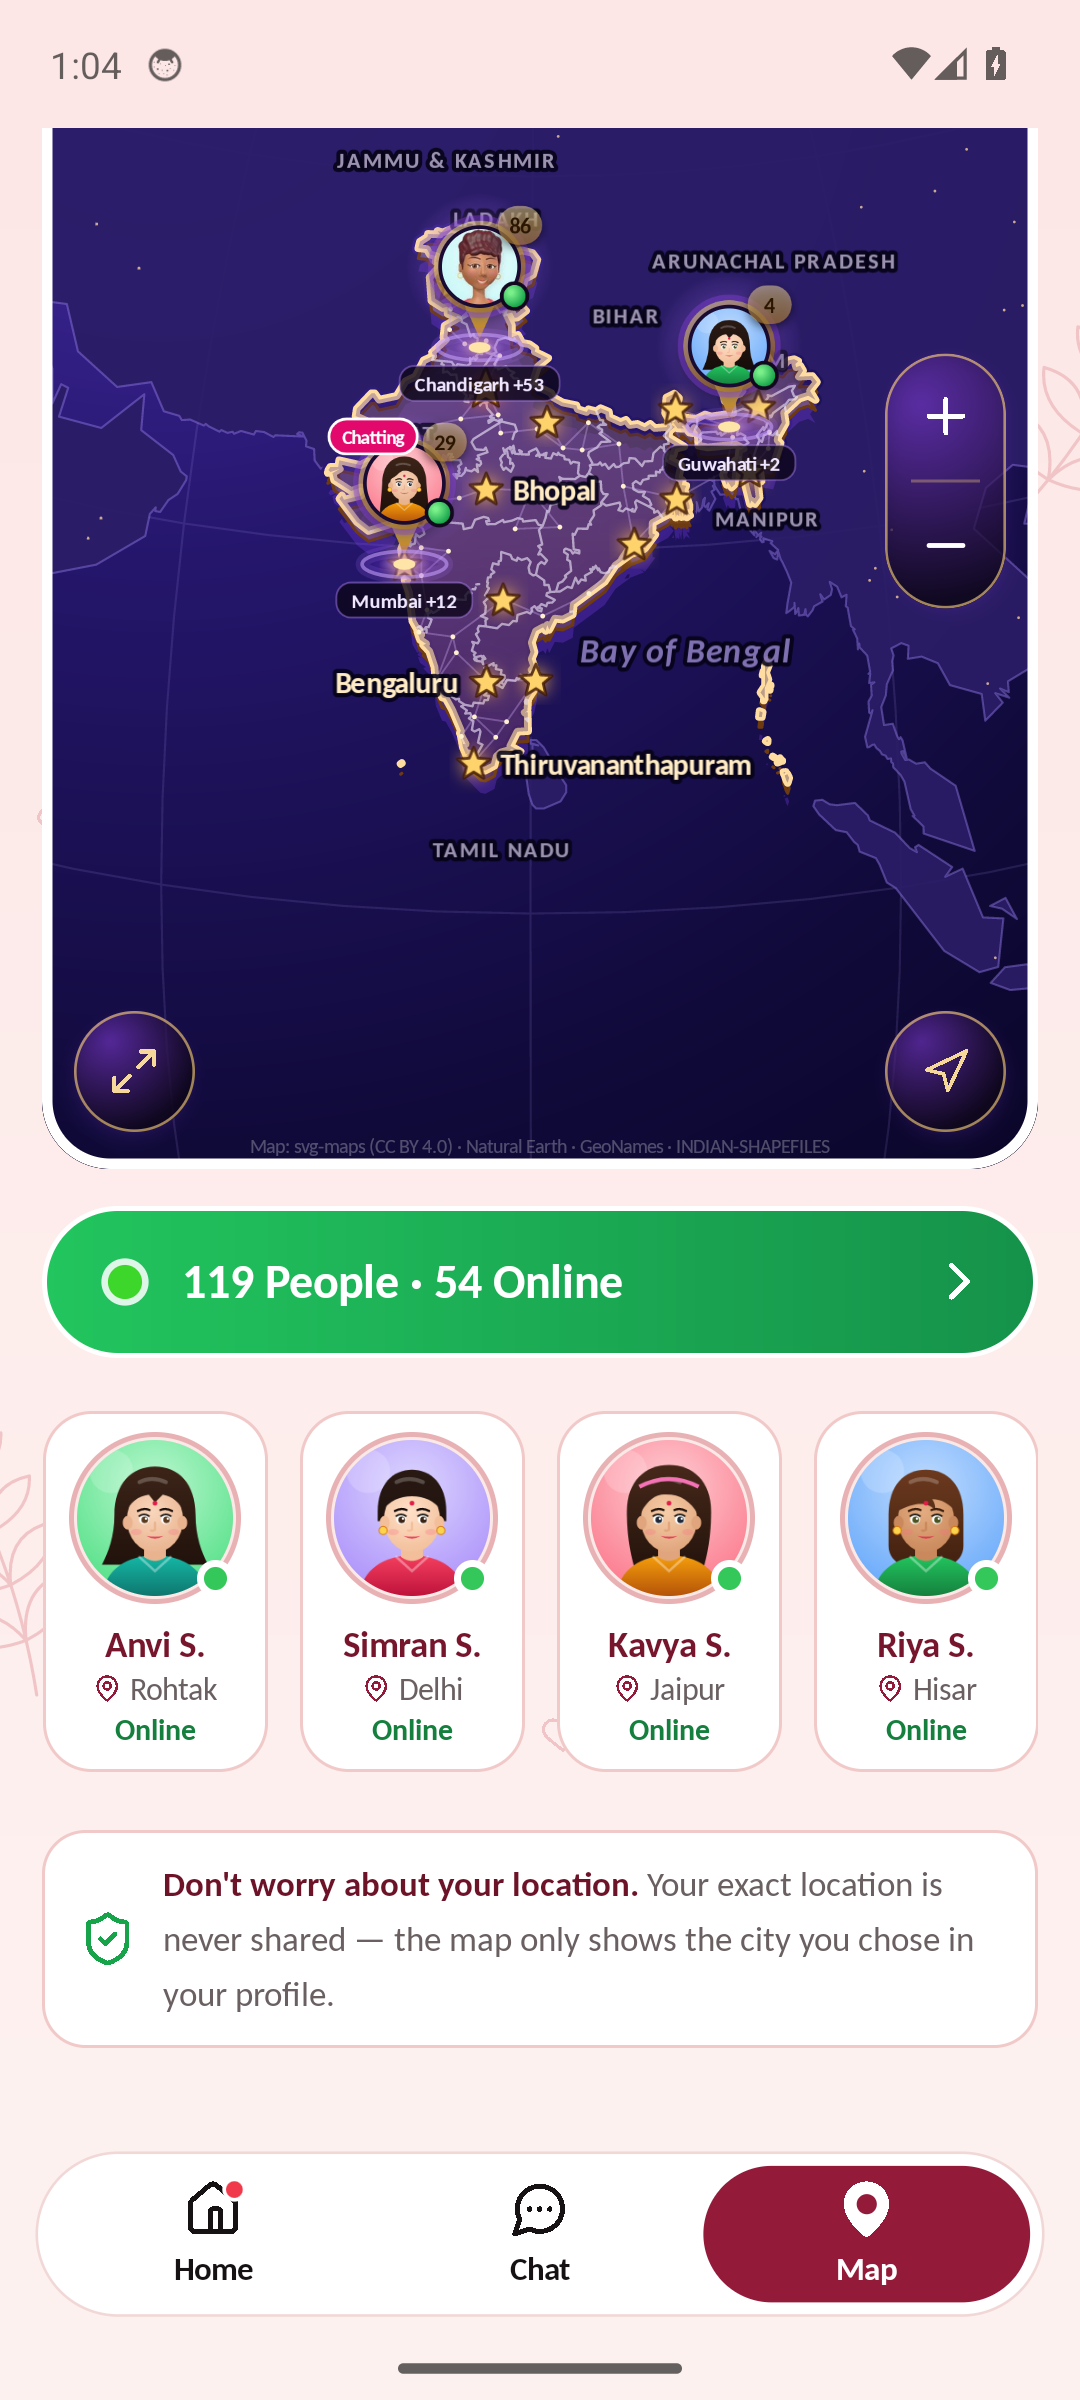 1:04
JAMMU & KASHMIR
86
ARUNACHAL PRADESH
4
BIHAR
Chandigarh +53
Chatting
29
Guwahati +2
Bhopal
MANIPUR
Mumbai +12
Bay of Bengal
Bengaluru
Thiruvananthapuram
TAMIL NADU
Map: svg-maps (CC BY 4.0) · Natural Earth · GeoNames · INDIAN-SHAPEFILES
119 People · 54 Online
Anvi S.
Rohtak
Online
Simran S.
Delhi
Online
Kavya S.
Jaipur
Online
Riya S.
Hisar
Online
Don't worry about your location. Your exact location is
never shared — the map only shows the city you chose in
your profile.
Home
Chat
Map